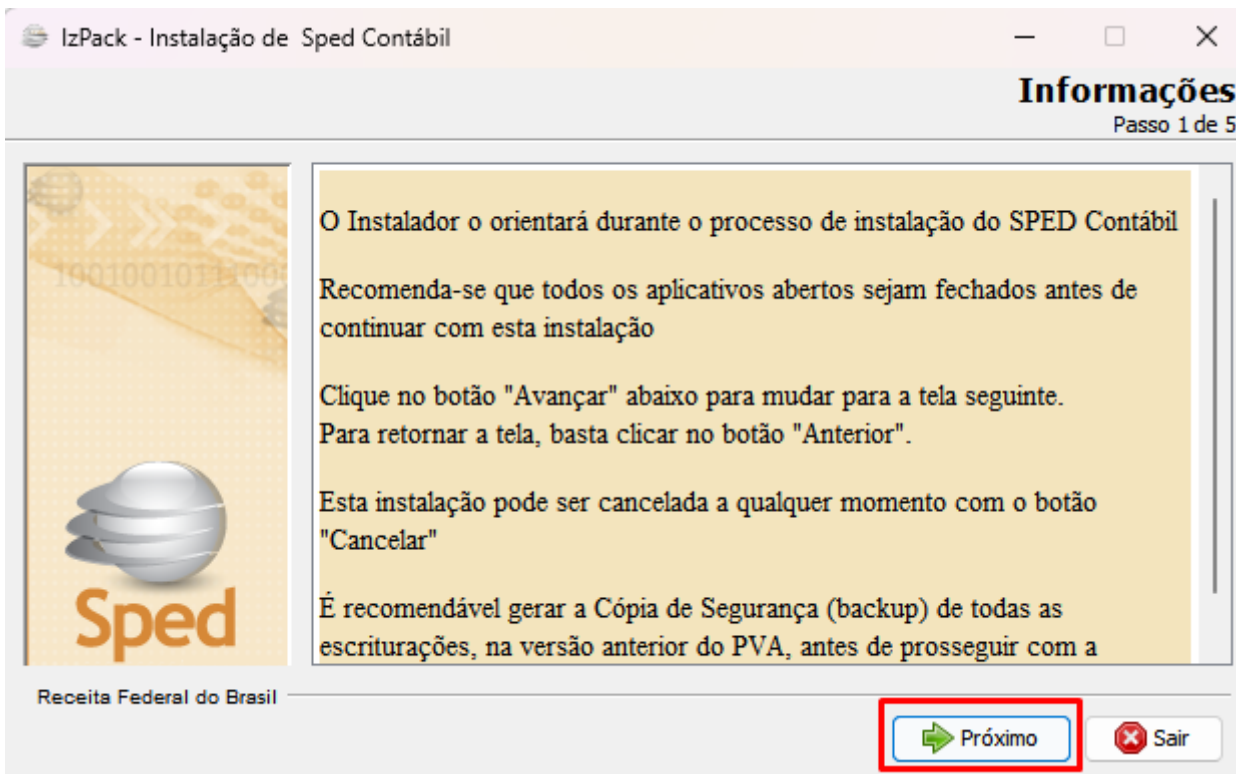 IzPack - Instalação de  Sped Contábil
Informações
Passo 1 de 5
10010010111000
O Instalador o orientará durante o processo de instalação do SPED Contábil
Recomenda-se que todos os aplicativos abertos sejam fechados antes de
continuar com esta instalação
Clique no botão "Avançar" abaixo para mudar para a tela seguinte.
Para retornar a tela, basta clicar no botão "Anterior".
Esta instalação pode ser cancelada a qualquer momento com o botão
"Cancelar"
É recomendável gerar a Cópia de Segurança (backup) de todas as
escriturações, na versão anterior do PVA, antes de prosseguir com a
Sped
Receita Federal do Brasil
Próximo
Sair